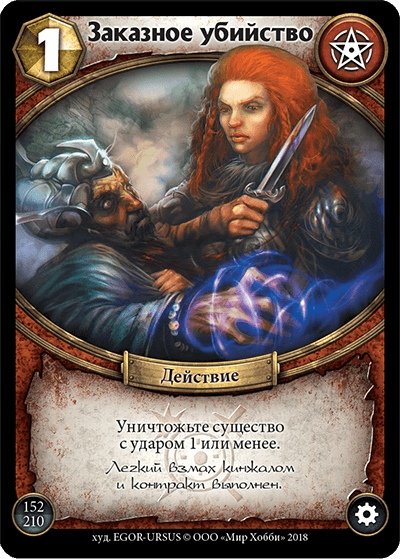 1
Заказное убийство
Действие
Уничтожьте существо
с ударом 1 или менее.
Легкий взмах кинжалом
и контракт выполнен.
152
210
худ. EGOR-URSUS © ООО «Мир Хобби» 2018